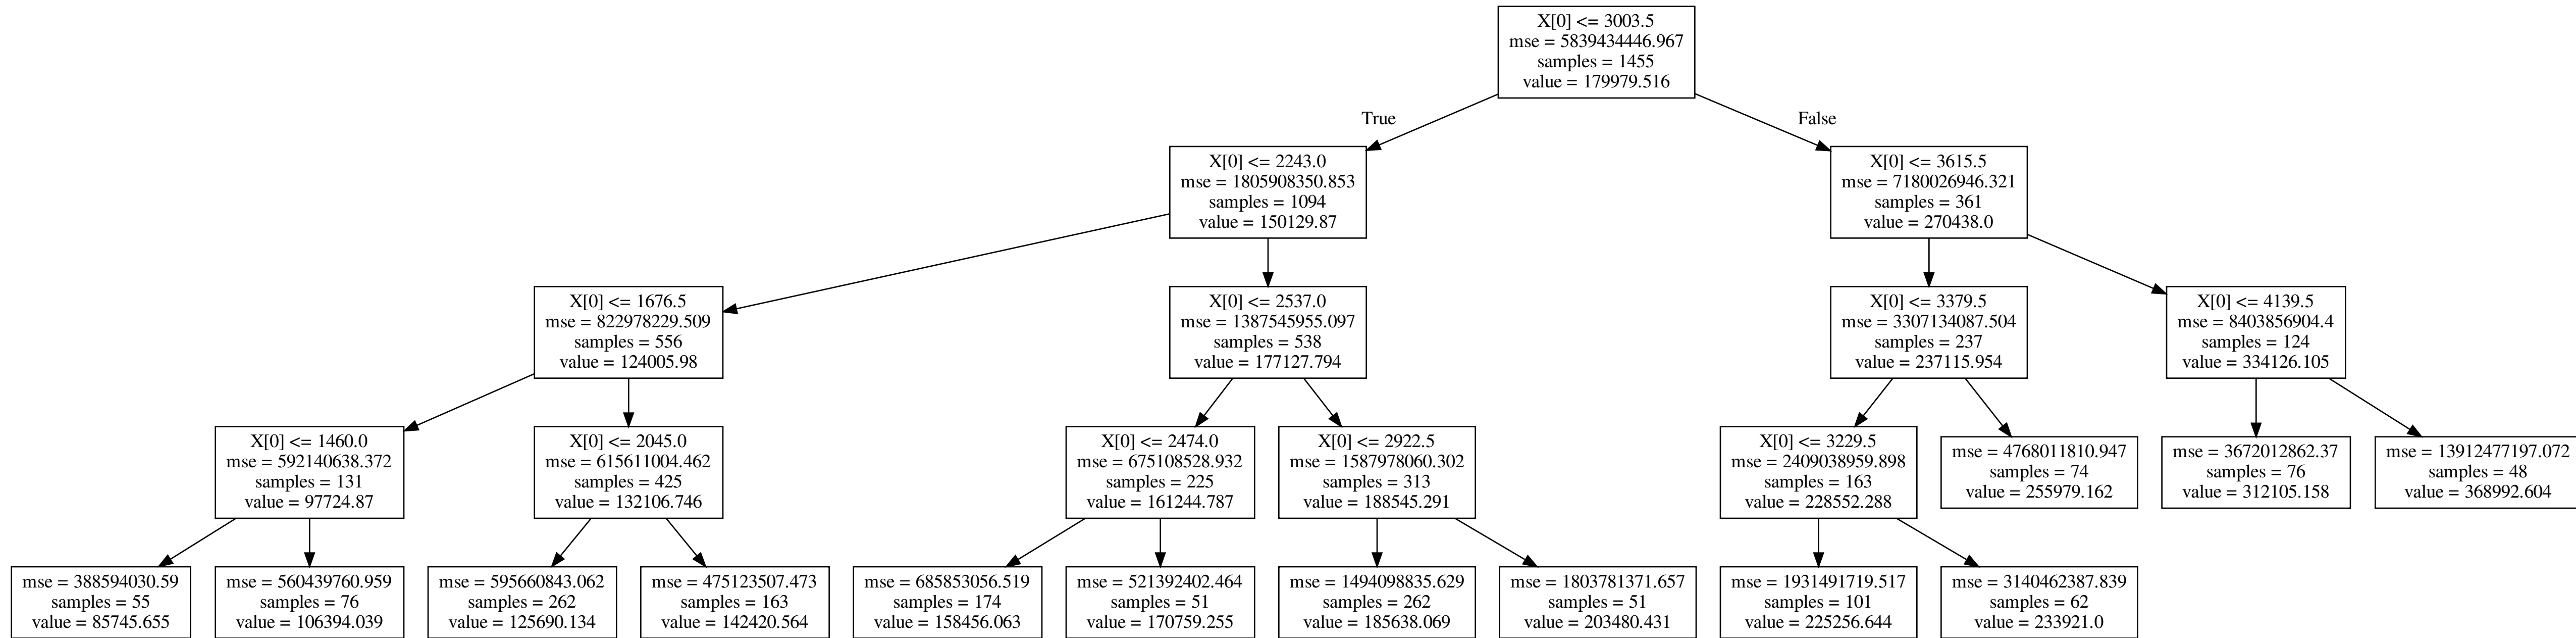 X[0] <= 3003.5
mse = 5839434446.967
samples = 1455
value = 179979.516
True
False
X[0] <= 2243.0
mse = 1805908350.853
samples = 1094
value = 150129.87
X[0] <= 3615.5
mse = 7180026946.321
samples = 361
value = 270438.0
X[0] <= 1676.5
mse = 822978229.509
samples = 556
value = 124005.98
X[0] <= 2537.0
mse = 1387545955.097
samples = 538
value = 177127.794
X[0] <= 3379.5
mse = 3307134087.504
samples = 237
value = 237115.954
X[0] <= 4139.5
mse = 8403856904.4
samples = 124
value = 334126.105
X[0] <= 1460.0
mse = 592140638.372
samples = 131
value = 97724.87
X[0] <= 2045.0
mse = 615611004.462
samples = 425
value = 132106.746
X[0] <= 2474.0
mse = 675108528.932
samples = 225
value = 161244.787
X[0] <= 2922.5
mse = 1587978060.302
samples = 313
value = 188545.291
X[0] <= 3229.5
mse = 2409038959.898
samples = 163
value = 228552.288
mse = 4768011810.947
samples = 74
value = 255979.162
mse = 3672012862.37
samples = 76
value = 312105.158
mse = 13912477197.072
samples = 48
value = 368992.604
mse = 388594030.59
samples = 55
value = 85745.655
mse = 560439760.959
samples = 76
value = 106394.039
mse = 595660843.062
samples = 262
value = 125690.134
mse = 475123507.473
samples = 163
value = 142420.564
mse = 685853056.519
samples = 174
value = 158456.063
mse = 521392402.464
samples = 51
value = 170759.255
mse = 1494098835.629
samples = 262
value = 185638.069
mse = 1803781371.657
samples = 51
value = 203480.431
mse = 1931491719.517
samples = 101
value = 225256.644
mse = 3140462387.839
samples = 62
value = 233921.0